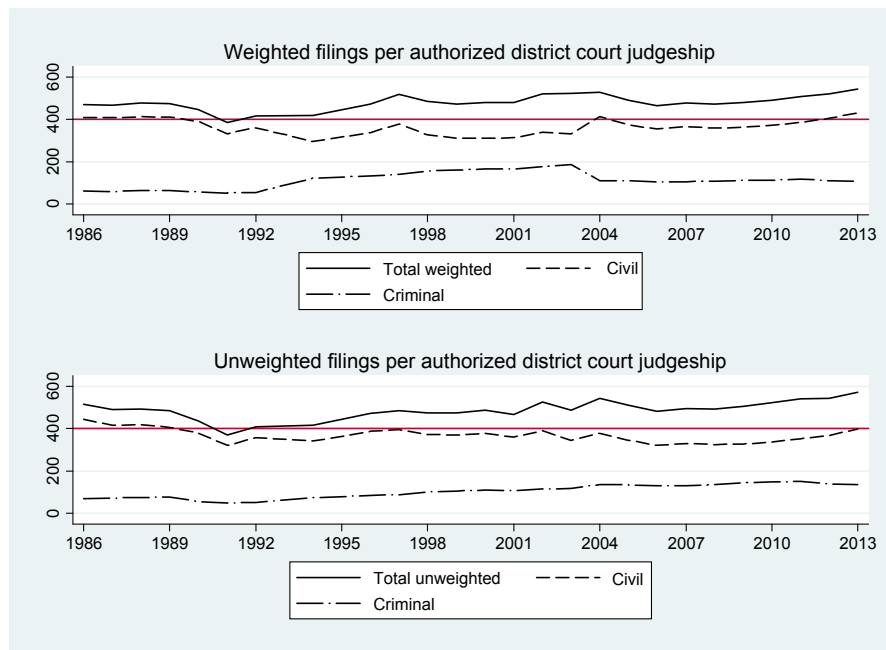 Weighted filings per authorized district court judgeship
600
400
200
0
1986 1989 1992 1995 1998 2001 2004 2007 2010 2013
Total weighted Civil
Criminal
Unweighted filings per authorized district court judgeship
600
400
200
0
1986 1989 1992 1995 1998 2001 2004 2007 2010 2013
Total unweighted Civil
Criminal